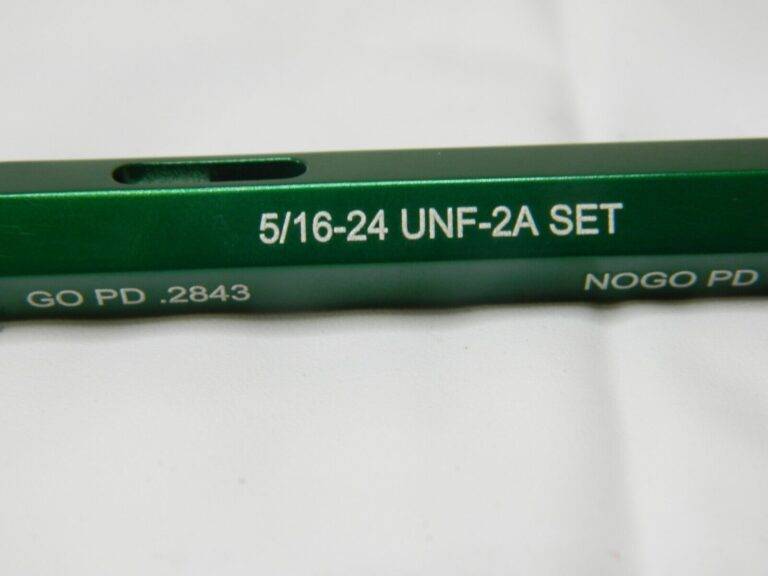 5/16-24 UNF-2A SET
GO PD .2843
NOGO PD